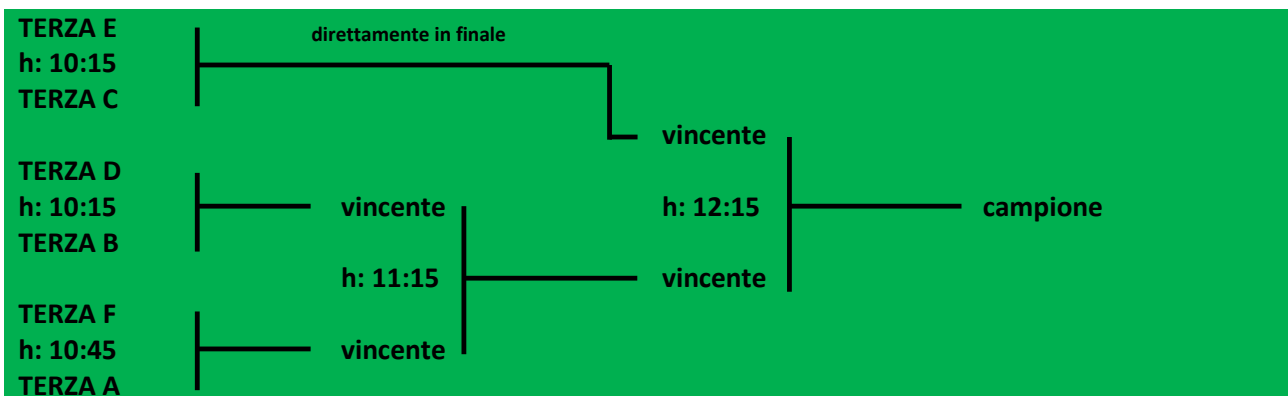 TERZA E
direttamente in finale
h: 10:15
TERZA C
vincente
TERZA D
h: 10:15
vincente
h: 12:15
campione
TERZA B
h: 11:15
vincente
TERZA F
h: 10:45
vincente
TERZA A